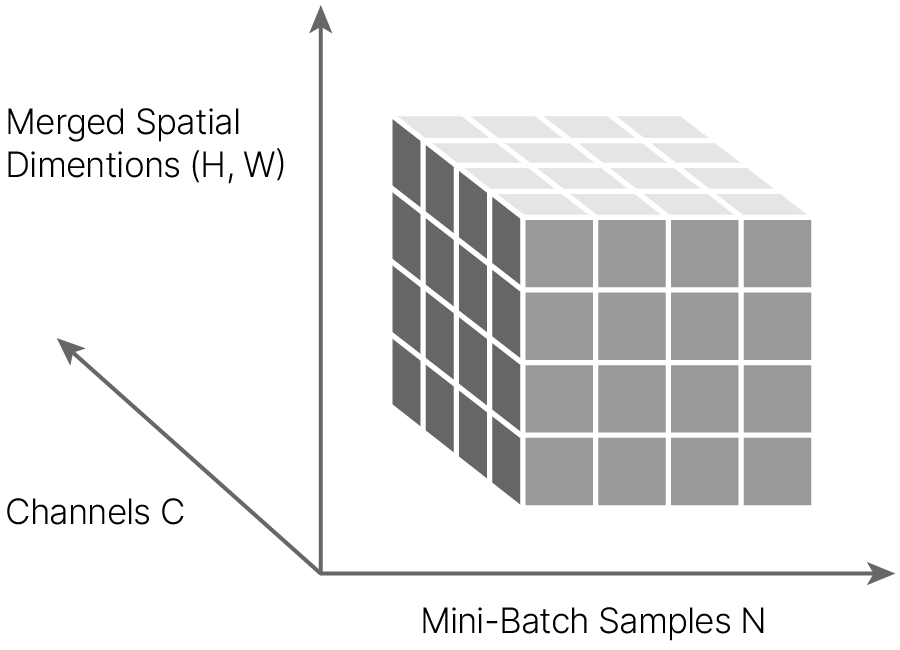 Merged Spatial
Dimentions (H, W)
Channels C
Mini-Batch Samples N